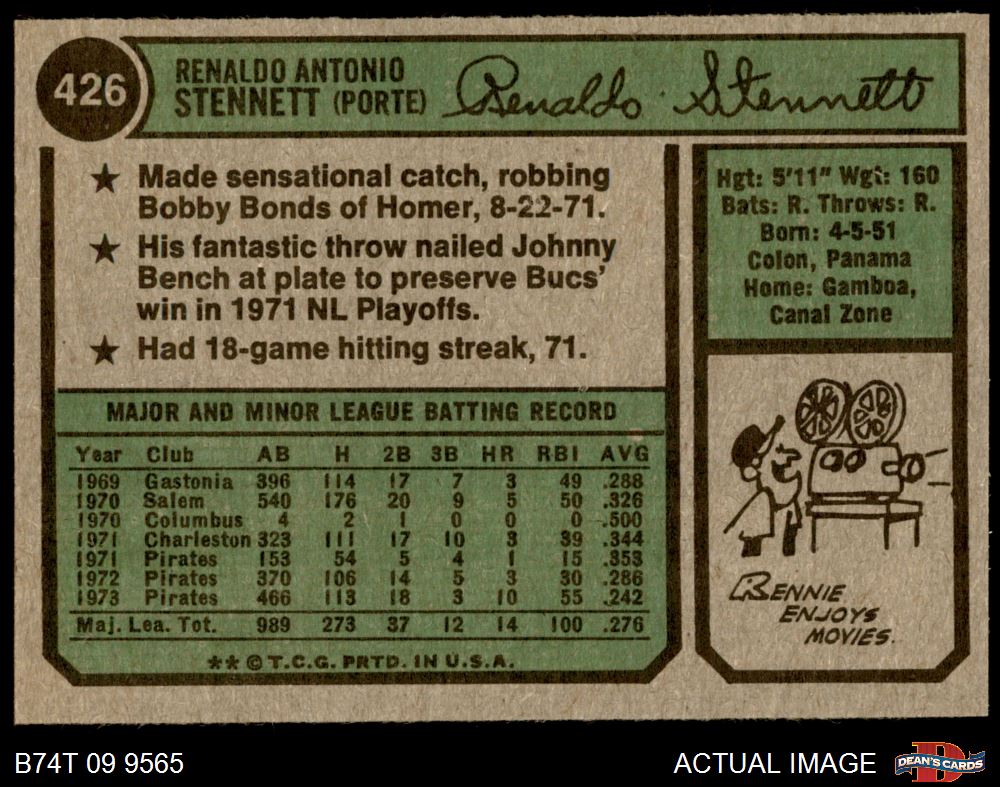 426
RENALDO ANTONIO
STENNETT (PORTE)
Renaldo Stennett
★ Made sensational catch, robbing
Bobby Bonds of Homer, 8-22-71.
★ His fantastic throw nailed Johnny
Bench at plate to preserve Bucs'
win in 1971 NL Playoffs.
★ Had 18-game hitting streak, 71.
Hgt: 5'11" Wgt: 160
Bats: R. Throws: R.
Born: 4-5-51
Colon, Panama
Home: Gamboa,
Canal Zone
MAJOR AND MINOR LEAGUE BATTING RECORD
Year Club AB H 2B 3B HR RBI AVG
1969 Gastonia 396 114 17 7 3 49 .288
1970 Salem 540 176 20 9 5 50 .326
1970 Columbus 4 2 1 0 0 0 .500
1971 Charleston 323 111 17 10 3 39 .344
1971 Pirates 153 54 5 4 1 15 .353
1972 Pirates 370 106 14 5 3 30 .286
1973 Pirates 466 113 18 3 10 55 .242
Maj. Lea. Tot. 989 273 37 12 14 100 .276
** © T.C.G. PRTD. IN U.S.A.
RENNIE
ENJOYS
MOVIES.
B74T 09 9565
ACTUAL IMAGE
DEAN'S CARDS